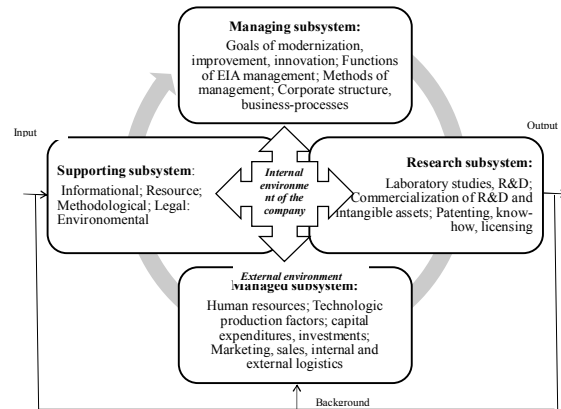 Managing subsystem:
Goals of modernization,
improvement, innovation; Functions
of EIA management; Methods of
management; Corporate structure,
business-processes
Input
Output
Supporting subsystem:
Informational; Resource;
Methodological; Legal:
Enviropomental
Internal
environme
nt of the
company
Research subsystem:
Laboratory studies, R&D;
Commercialization of R&D and
intangible assets; Patenting, know-
how, licensing
External environment
Managed subsystem:
Human resources; Technologic
production factors; capital
expenditures, investments;
Marketing, sales, internal and
external logistics
Background